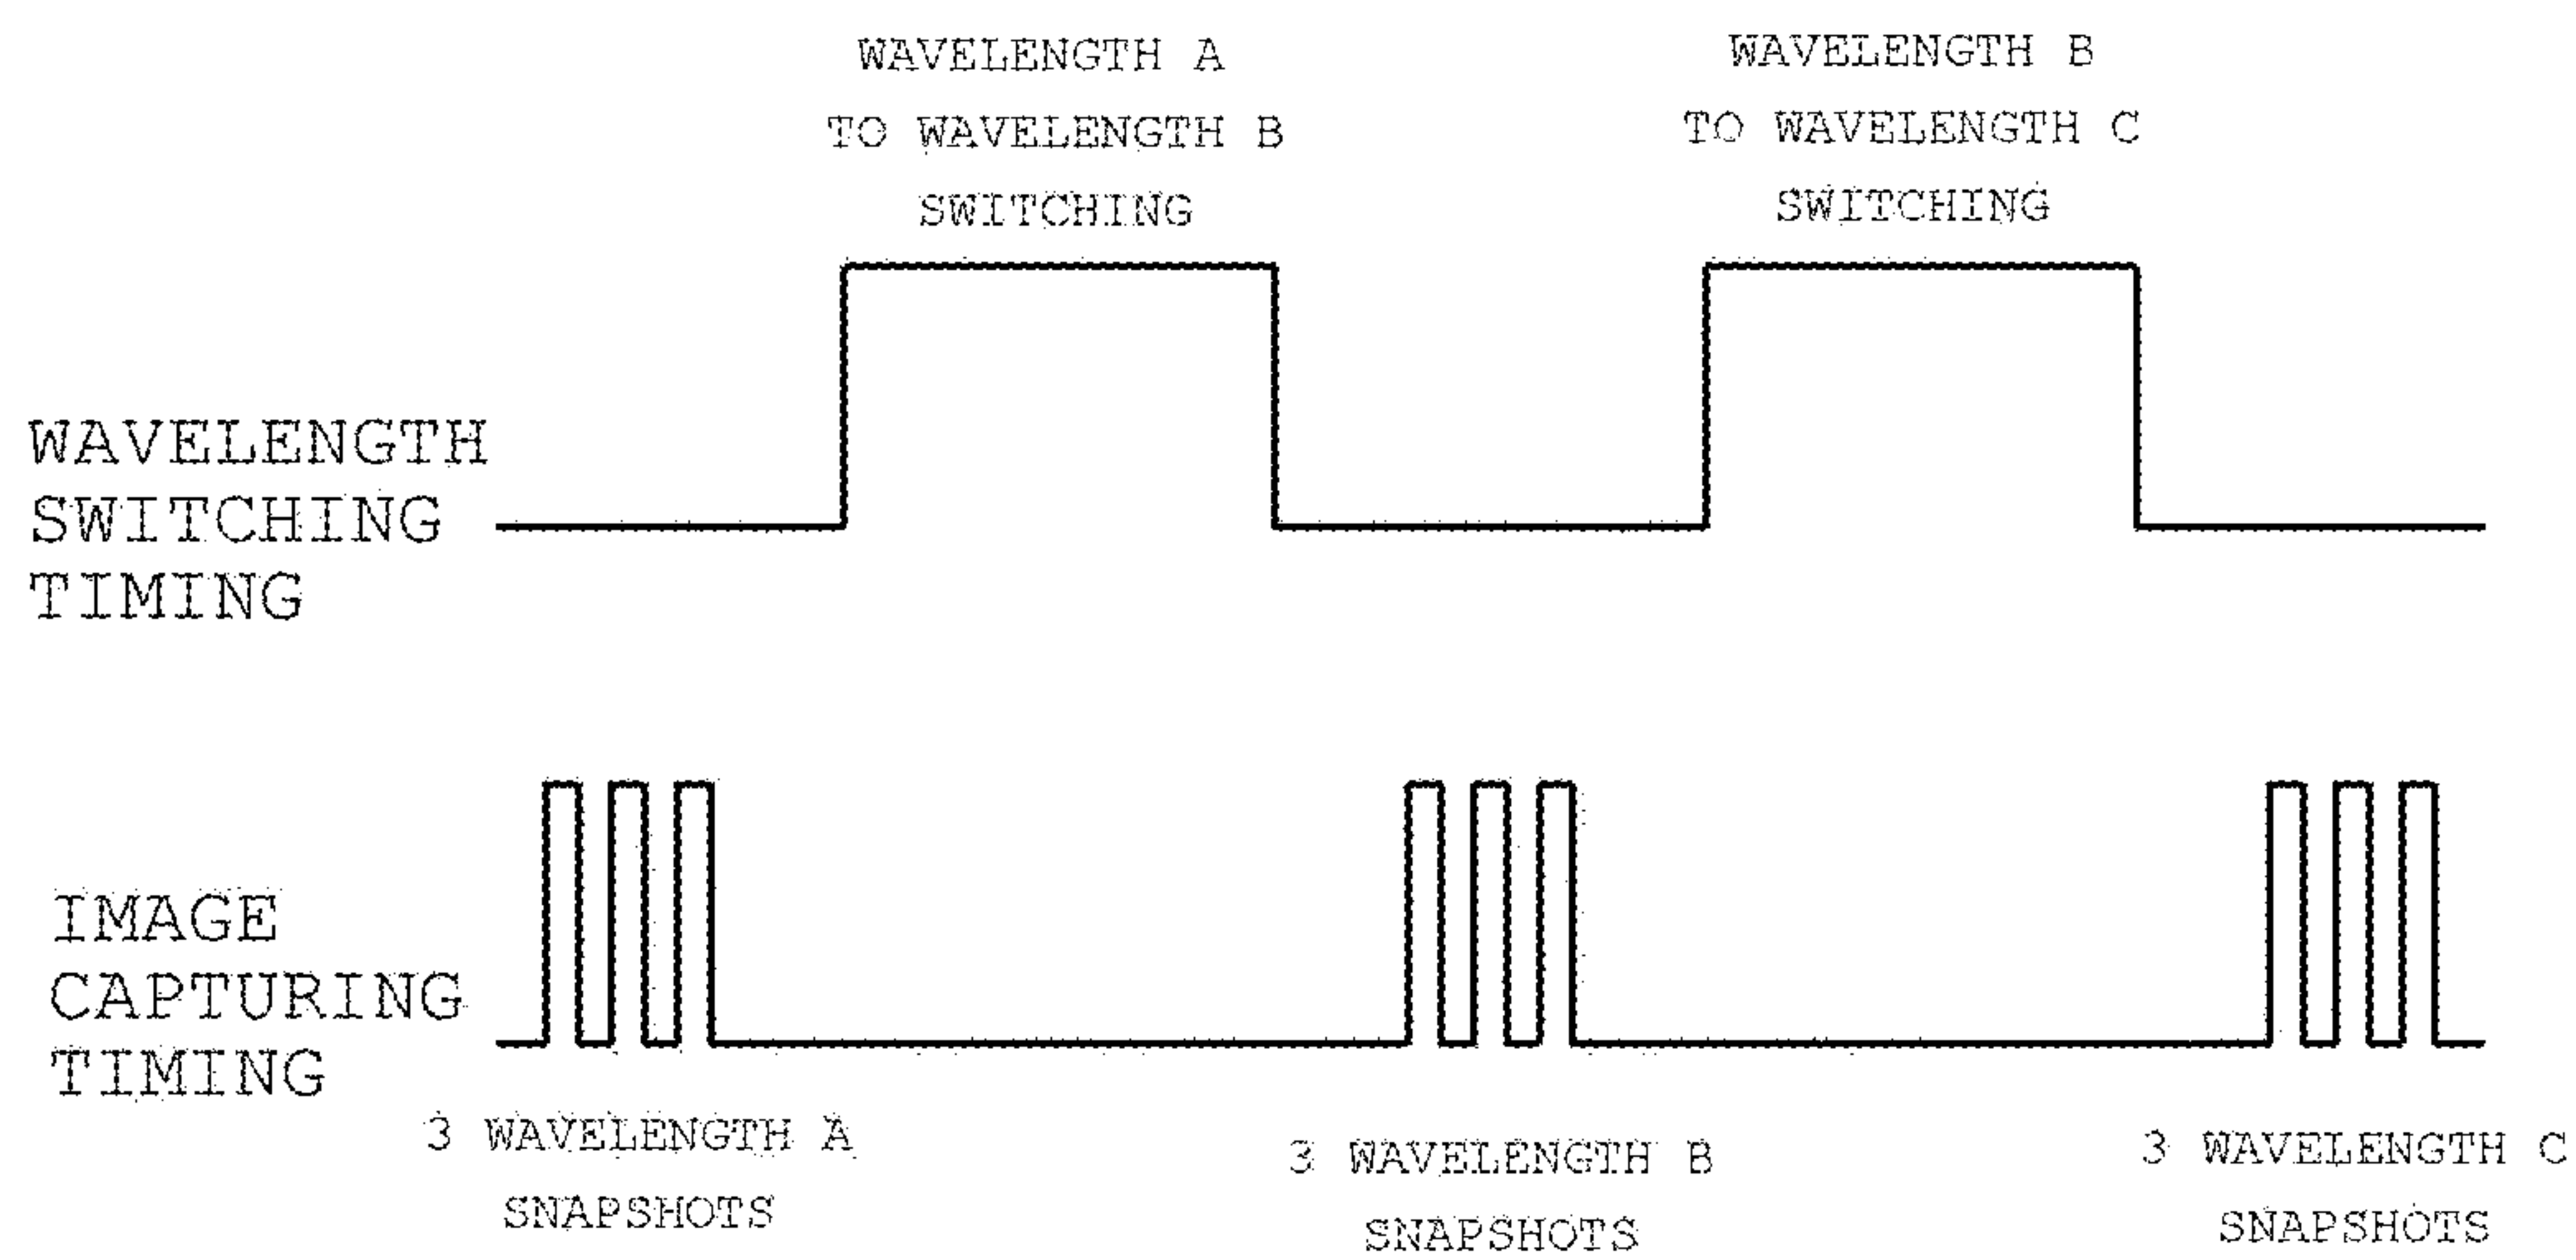 WAVELENGTH A
TO WAVELENGTH B
SWITCHING
WAVELENGTH B
TO WAVELENGTH C
SWITCHING
WAVELENGTH
SWITCHING
TIMING
IMAGE
CAPTURING
TIMING
3 WAVELENGTH A
SNAPSHOTS
3 WAVELENGTH B
SNAPSHOTS
3 WAVELENGTH C
SNAPSHOTS